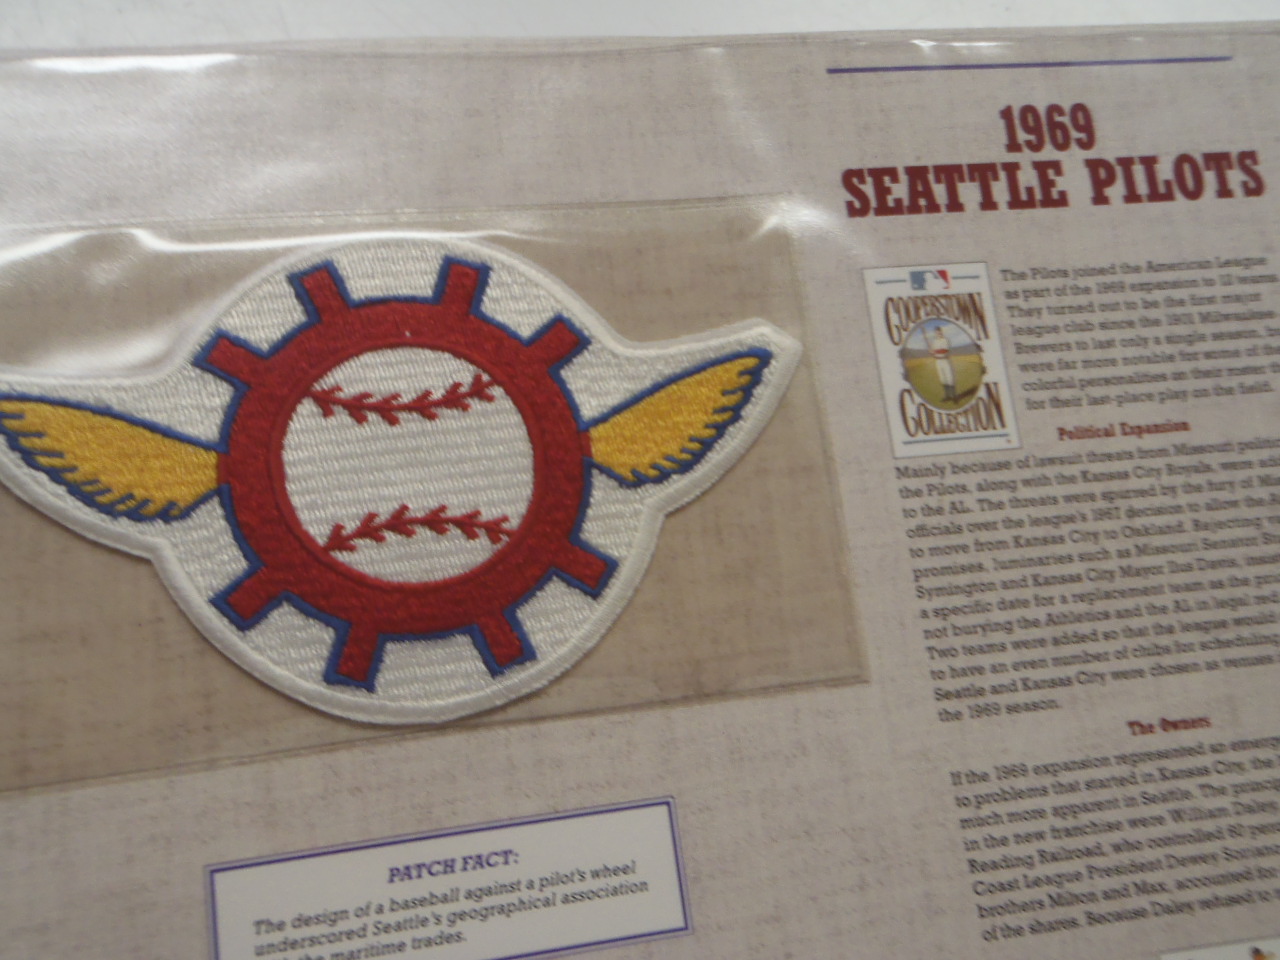 1969
SEATTLE PILOTS
COOPERSTOWN
COLLECTION
The Pilots joined the American League
as part of the 1969 expansion to 12 teams.
They turned out to be the first major
league club since the 1901 Milwaukee
Brewers to last only a single season,
were far more notable for some of the
colorful personalities on their roster
for their last-place play on the field.
Political Expansion
Mainly because of lawsuit threats from Missouri
the Pilots, along with the Kansas City Royals, were
to the AL. The threats were spurred by the fury of
officials over the league's 1967 decision to allow the
to move from Kansas City to Oakland. Rejecting
promises, luminaries such as Missouri Senator
Symington and Kansas City Mayor Ilus Davis,
a specific date for a replacement team as the
not burying the Athletics and the AL in legal red
Two teams were added so that the league would
to have an even number of clubs for scheduling
Seattle and Kansas City were chosen as venues
the 1969 season.
The Owners
If the 1969 expansion represented an
to problems that started in Kansas City, the
much more apparent in Seattle. The
in the new franchise were William Daley
Reading Railroad, who controlled 60
Coast League President Dewey Soriano
brothers Milton and Max, accounted for
of the shares. Because Daley refused to
PATCH FACT:
The design of a baseball against a pilot's wheel
underscored Seattle's geographical association
the maritime trades.